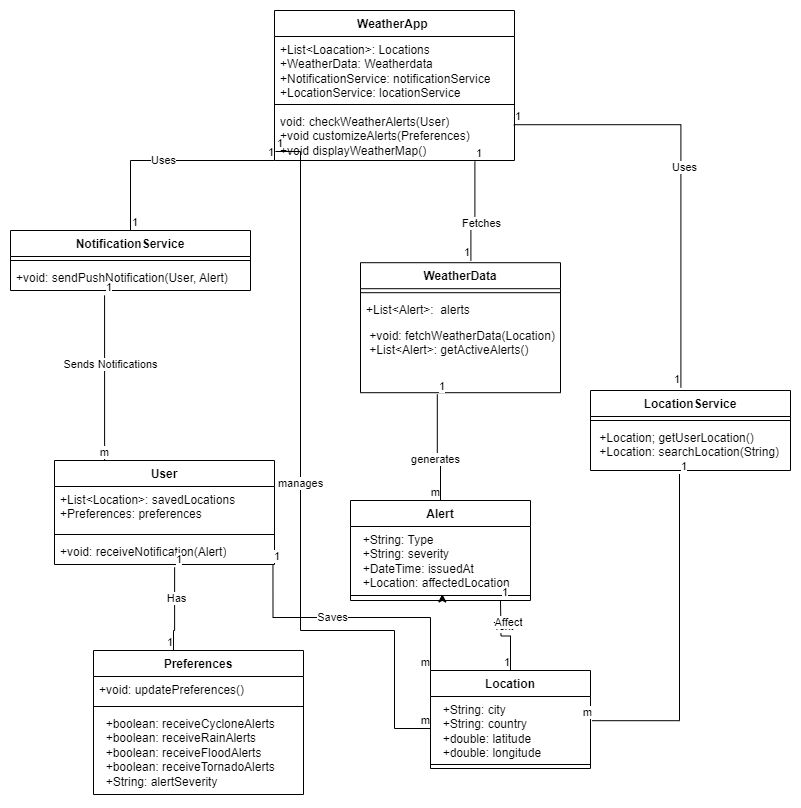 WeatherApp
+List<Loacation>: Locations
+WeatherData: Weatherdata
+NotificationService: notificationService
+LocationService: locationService
void: checkWeatherAlerts(User)
+void customizeAlerts(Preferences)
+void displayWeatherMap()
1
1
1
1
Uses
Uses
1
Fetches
NotificationService
+void: sendPushNotification(User, Alert)
1
1
WeatherData
+List<Alert>:  alerts
+void: fetchWeatherData(Location)
+List<Alert>: getActiveAlerts()
1
Sends Notifications
1
LocationService
+Location; getUserLocation()
+Location: searchLocation(String)
1
m
generates
User
+List<Location>: savedLocations
+Preferences: preferences
+void: receiveNotification(Alert)
1
1
manages
m
Alert
+String: Type
+String: severity
+DateTime: issuedAt
+Location: affectedLocation
1
Has
Saves
Affect
1
m
1
Preferences
+void: updatePreferences()
+boolean: receiveCycloneAlerts
+boolean: receiveRainAlerts
+boolean: receiveFloodAlerts
+boolean: receiveTornadoAlerts
+String: alertSeverity
Location
+String: city
+String: country
+double: latitude
+double: longitude
m
m